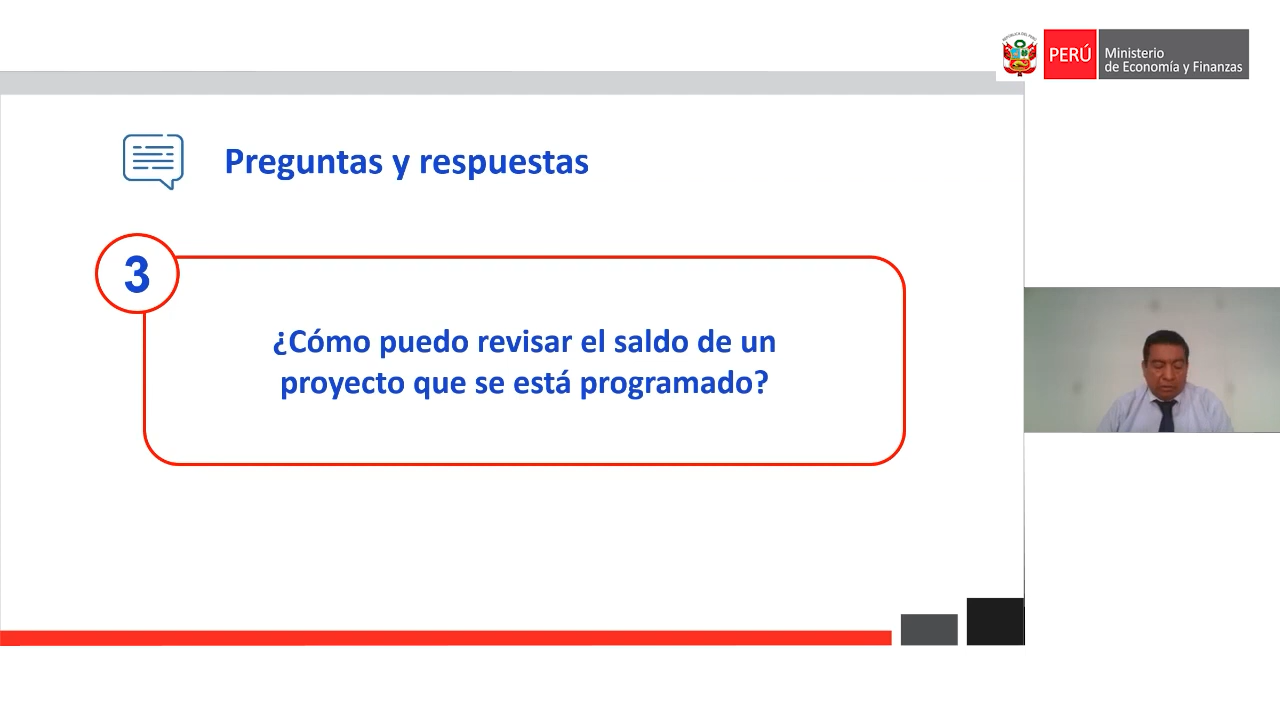 PERÚ
Ministerio
de Economía y Finanzas
Preguntas y respuestas
3
¿Cómo puedo revisar el saldo de un
proyecto que se está programado?